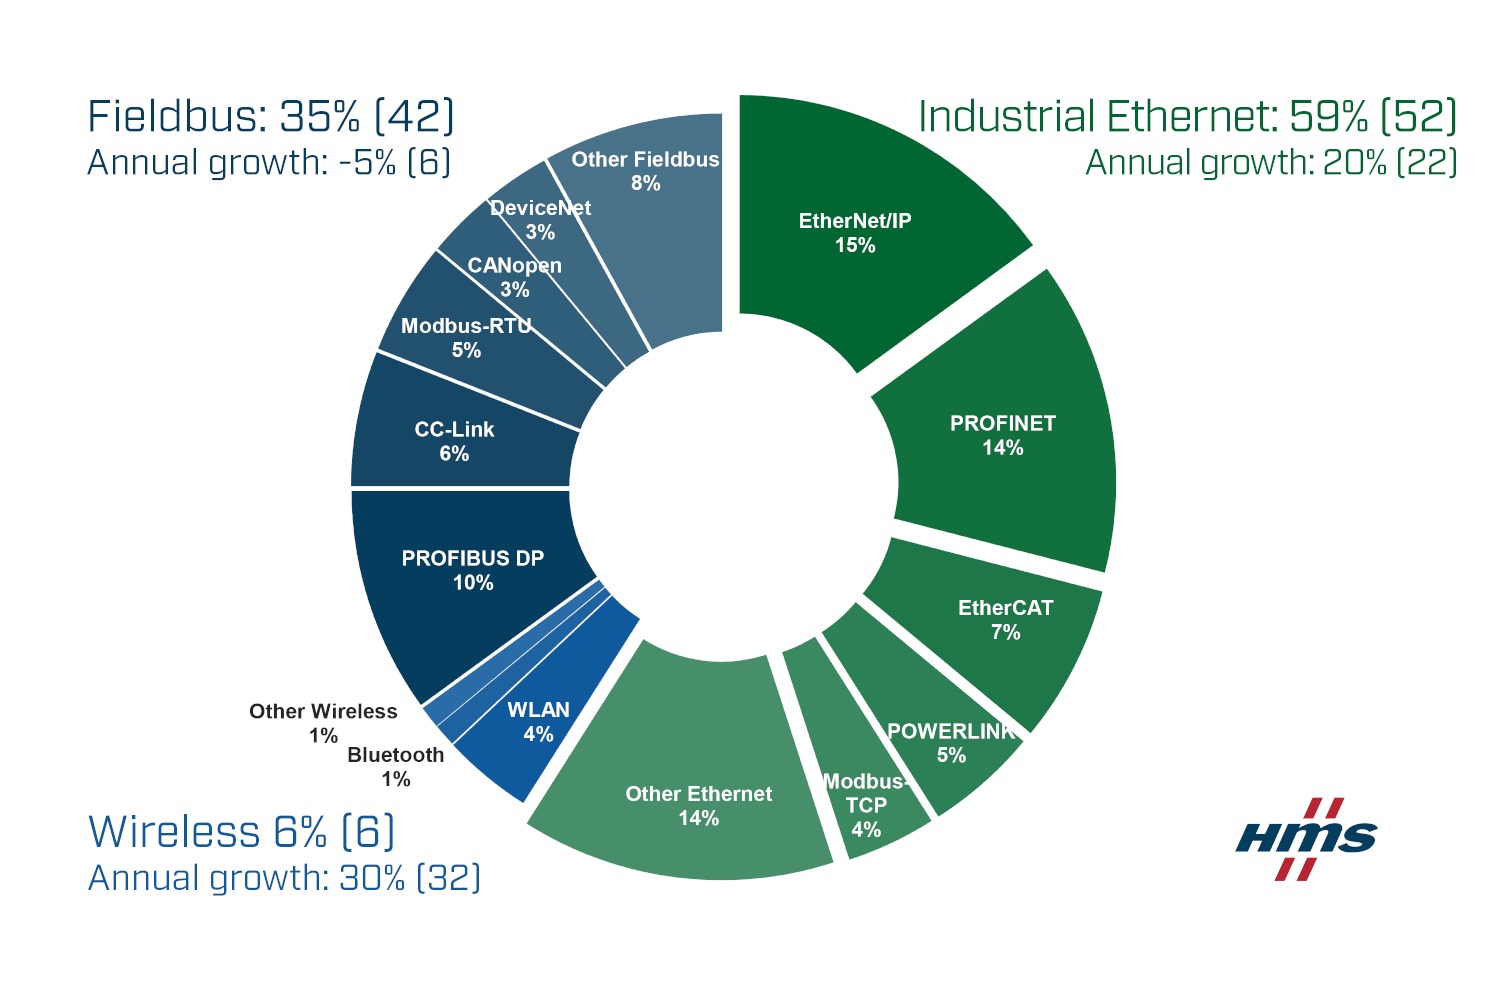 Fieldbus: 35% (42)
Annual growth: -5% (6)
Industrial Ethernet: 59% (52)
Annual growth: 20% (22)
Other Fieldbus
8%
DeviceNet
3%
CANopen
3%
Modbus-RTU
5%
CC-Link
6%
PROFIBUS DP
10%
EtherNet/IP
15%
PROFINET
14%
EtherCAT
7%
POWERLINK
5%
Modbus-
TCP
4%
Other Ethernet
14%
WLAN
4%
Other Wireless
1%
Bluetooth
1%
Wireless 6% (6)
Annual growth: 30% (32)
HMS